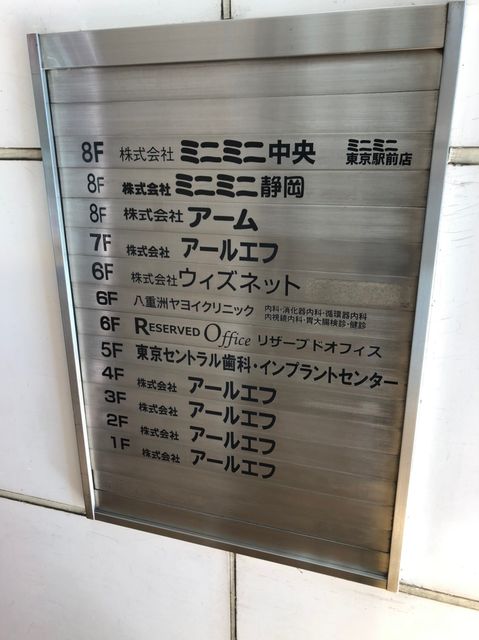 8F 株式会社 ミニミニ中央 ミニミニ
東京駅前店
8F 株式会社 ミニミニ静岡
8F 株式会社 アーム
7F 株式会社 アールエフ
6F 株式会社 ウィズネット
6F 八重洲ヤヨイクリニック 内科・消化器内科・循環器内科
内視鏡内科・胃大腸検診・健診
6F RESERVED Office リザーブドオフィス
5F 東京セントラル歯科・インプラントセンター
4F 株式会社 アールエフ
3F 株式会社 アールエフ
2F 株式会社 アールエフ
1F 株式会社 アールエフ